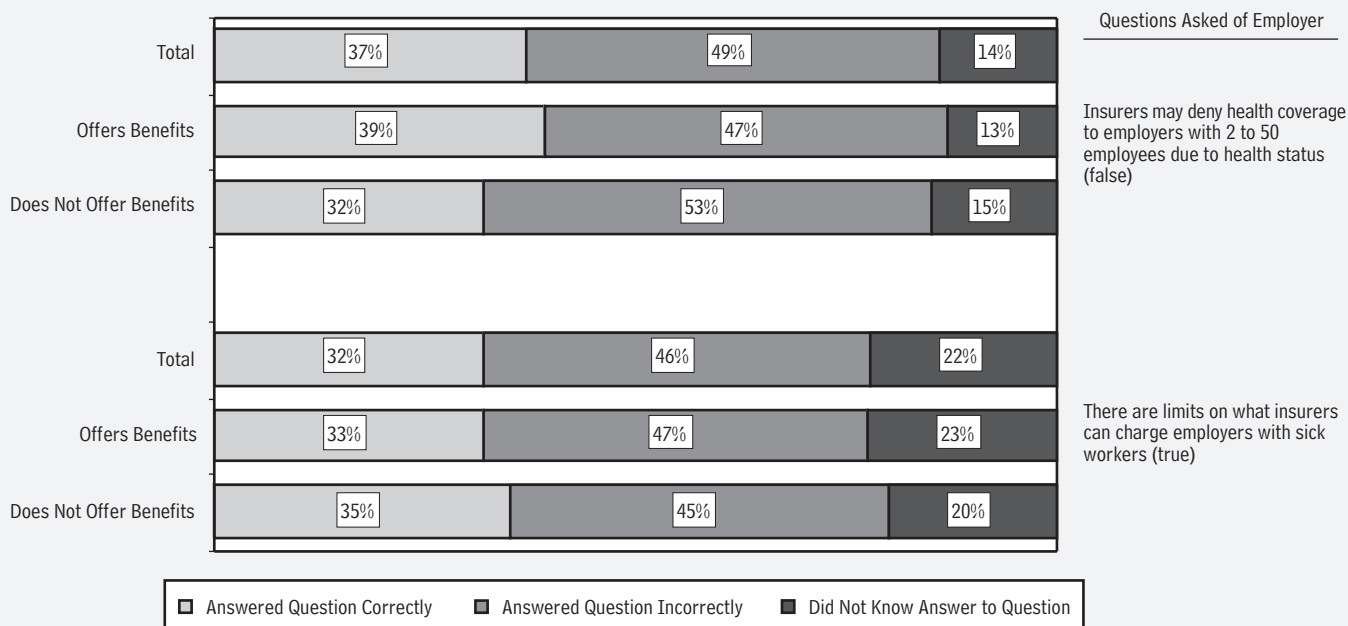 Questions Asked of Employer
Total
37%
49%
14%
Offers Benefits
39%
47%
13%
Insurers may deny health coverage
to employers with 2 to 50
employees due to health status
(false)
Does Not Offer Benefits
32%
53%
15%
Total
32%
46%
22%
Offers Benefits
33%
47%
23%
There are limits on what insurers
can charge employers with sick
workers (true)
Does Not Offer Benefits
35%
45%
20%
Answered Question Correctly
Answered Question Incorrectly
Did Not Know Answer to Question